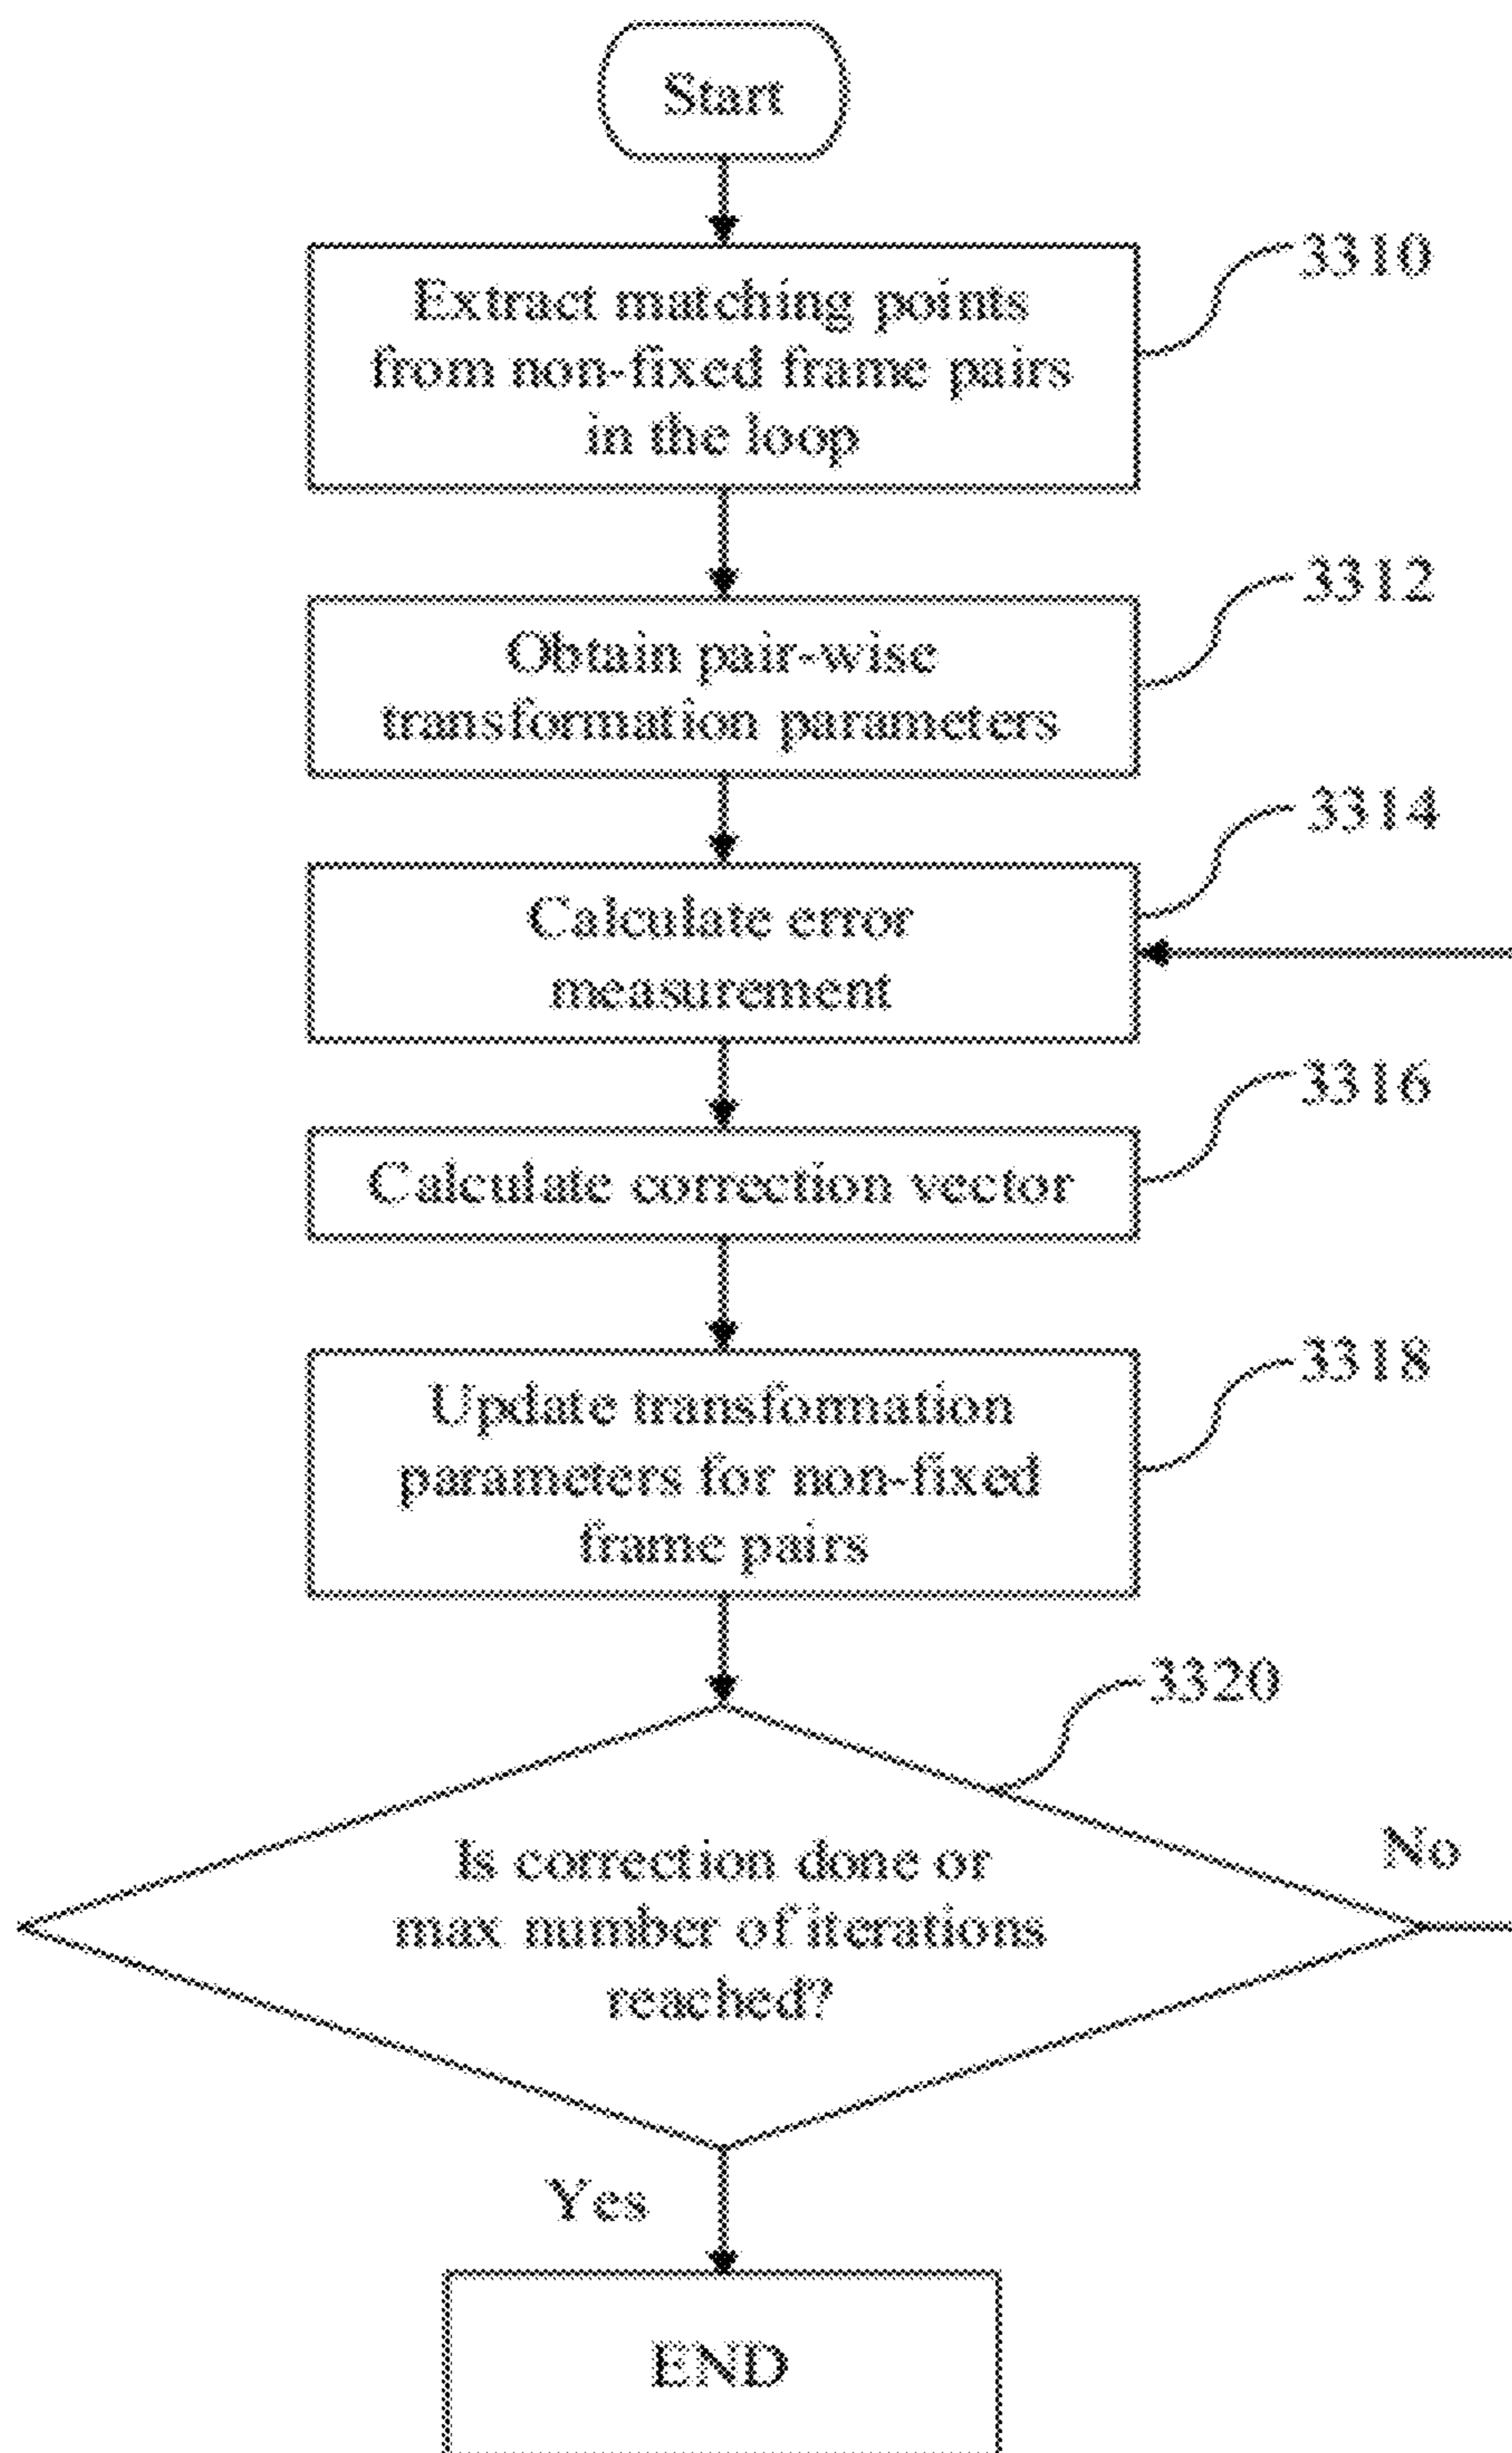 Start
3310
Extract matching points
from non-fixed frame pairs
in the loop
3312
Obtain pair-wise
transformation parameters
3314
Calculate error
measurement
3316
Calculate correction vector
3318
Update transformation
parameters for non-fixed
frame pairs
3320
Is correction done or
max number of iterations
reached?
No
Yes
END